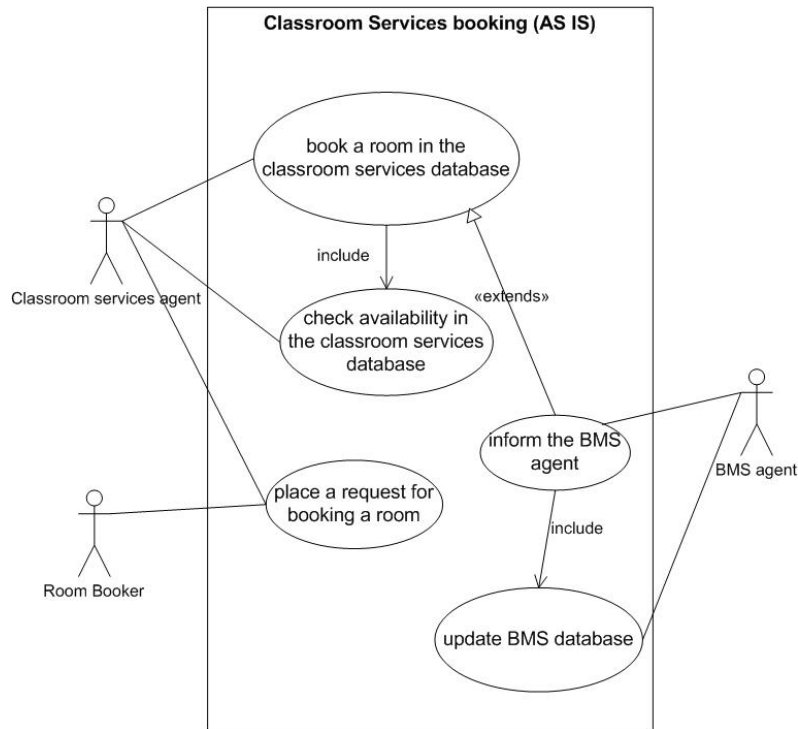 Classroom Services booking (AS IS)
book a room in the
classroom services database
include
Classroom services agent
«extends»
check availability in
the classroom services
database
inform the BMS
agent
BMS agent
place a request for
booking a room
include
Room Booker
update BMS database